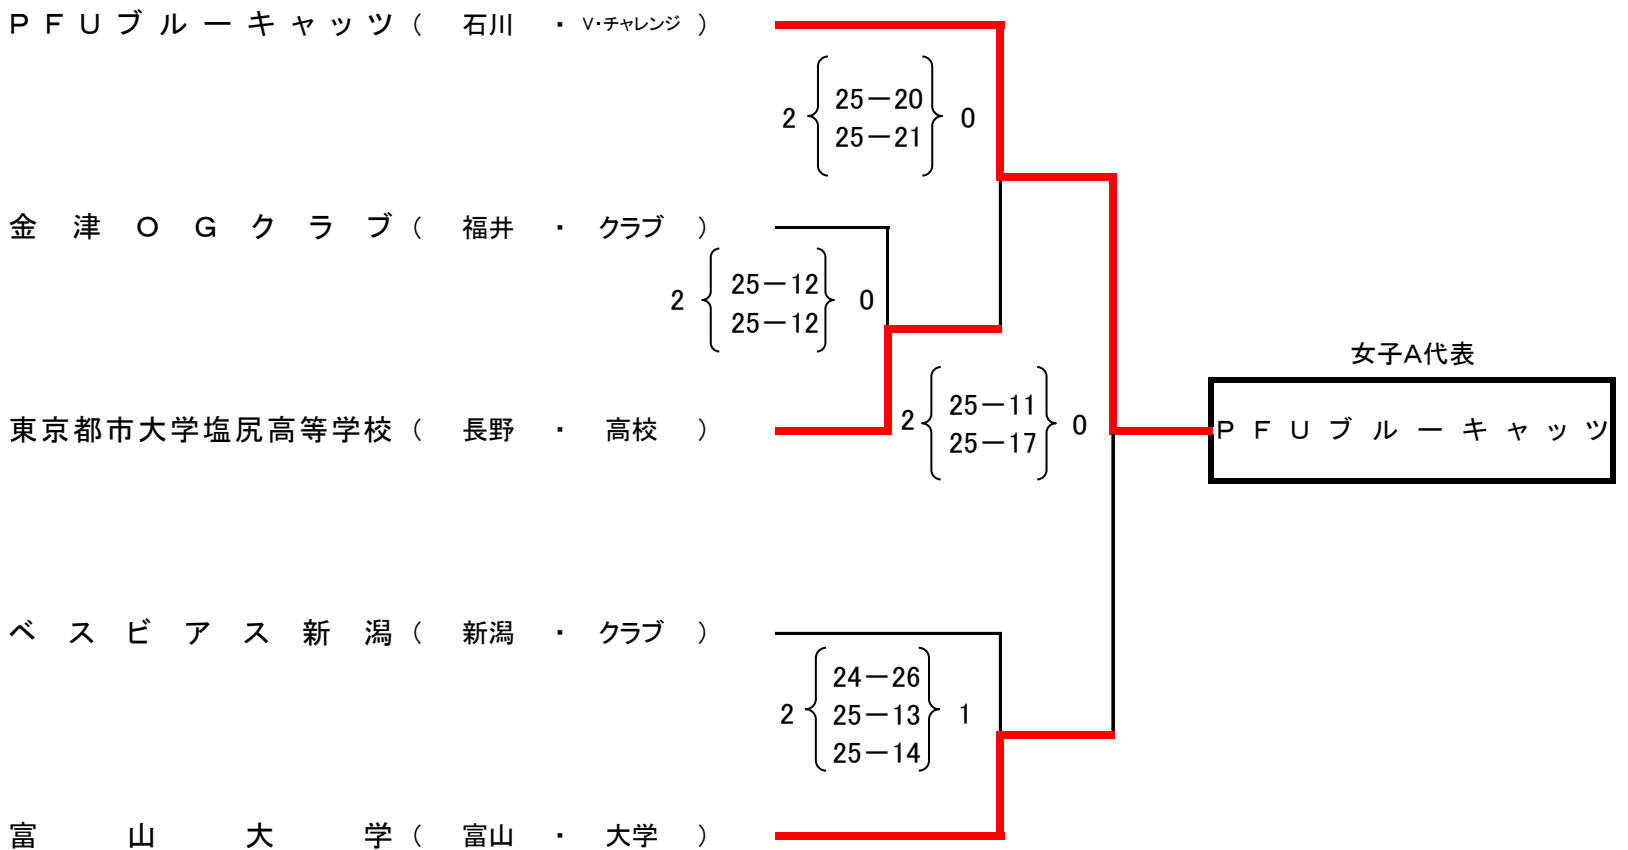 ＰＦＵブルーキャッツ（　石川　・　V・チャレンジ　）
25－20
2　0
25－21
金津ＯＧクラブ（　福井　・　クラブ　）
25－12
2　0
25－12
女子A代表
25－11
2　0
25－17
東京都市大学塩尻高等学校（　長野　・　高校　）
ＰＦＵブルーキャッツ
ベスビアス新潟（　新潟　・　クラブ　）
24－26
2　25－13　1
25－14
富山大学（　富山　・　大学　）